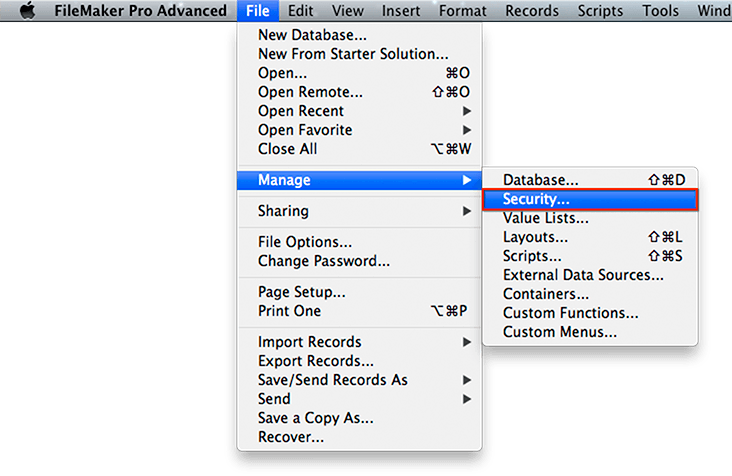 FileMaker Pro Advanced File Edit View Insert Format Records Scripts Tools Wind
New Database...
New From Starter Solution...
Open... ⌘O
Open Remote... ⇧⌘O
Open Recent ▶
Open Favorite ▶
Close All ⌥⌘W
Manage ▶
Sharing ▶
File Options...
Change Password...
Page Setup...
Print One ⌥⌘P
Import Records ▶
Export Records...
Save/Send Records As ▶
Send ▶
Save a Copy As...
Recover...
Database... ⇧⌘D
Security...
Value Lists...
Layouts... ⇧⌘L
Scripts... ⇧⌘S
External Data Sources...
Containers...
Custom Functions...
Custom Menus...